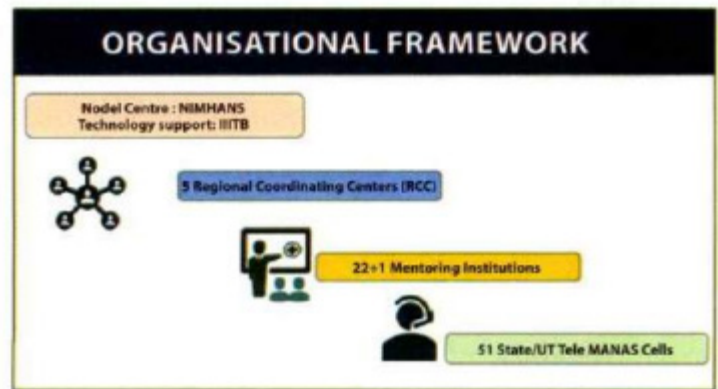 ORGANISATIONAL FRAMEWORK
Nodel Centre : NIMHANS
Technology support: IIITB
5 Regional Coordinating Centers (RCC)
22+1 Mentoring Institutions
51 State/UT Tele MANAS Cells